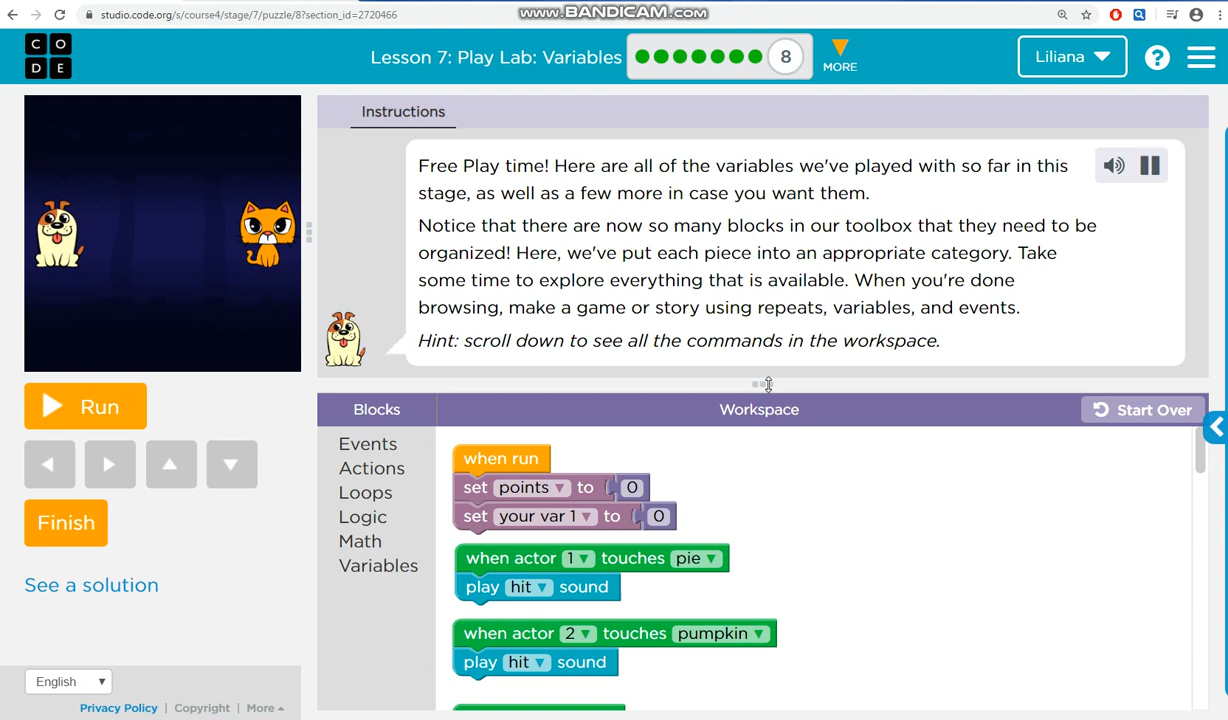 studio.code.org/s/course4/stage/7/puzzle/8?section_id=2720466
www.BANDICAM.com
C O
D E
Lesson 7: Play Lab: Variables
8
MORE
Liliana
?
Instructions
Free Play time! Here are all of the variables we've played with so far in this
stage, as well as a few more in case you want them.
Notice that there are now so many blocks in our toolbox that they need to be
organized! Here, we've put each piece into an appropriate category. Take
some time to explore everything that is available. When you're done
browsing, make a game or story using repeats, variables, and events.
Hint: scroll down to see all the commands in the workspace.
Run
Finish
See a solution
Blocks
Workspace
Start Over
Events
Actions
Loops
Logic
Math
Variables
when run
set points to 0
set your var 1 to 0
when actor 1 touches pie
play hit sound
when actor 2 touches pumpkin
play hit sound
English
Privacy Policy | Copyright | More